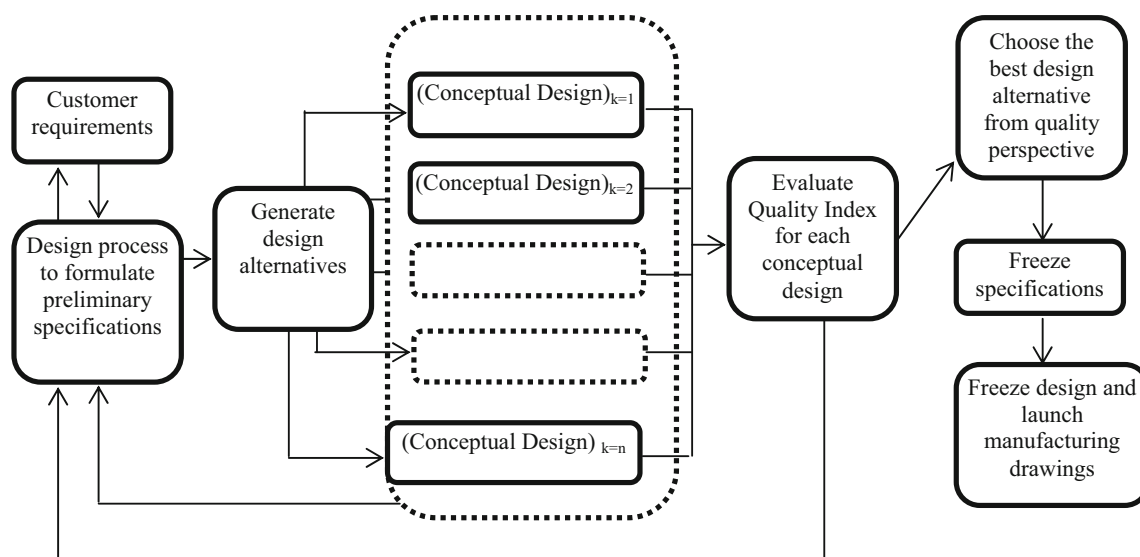 Customer
requirements
Design process
to formulate
preliminary
specifications
Generate
design
alternatives
(Conceptual Design)k=1
(Conceptual Design)k=2
(Conceptual Design) k=n
Evaluate
Quality Index
for each
conceptual
design
Choose the
best design
alternative
from quality
perspective
Freeze
specifications
Freeze design and
launch
manufacturing
drawings